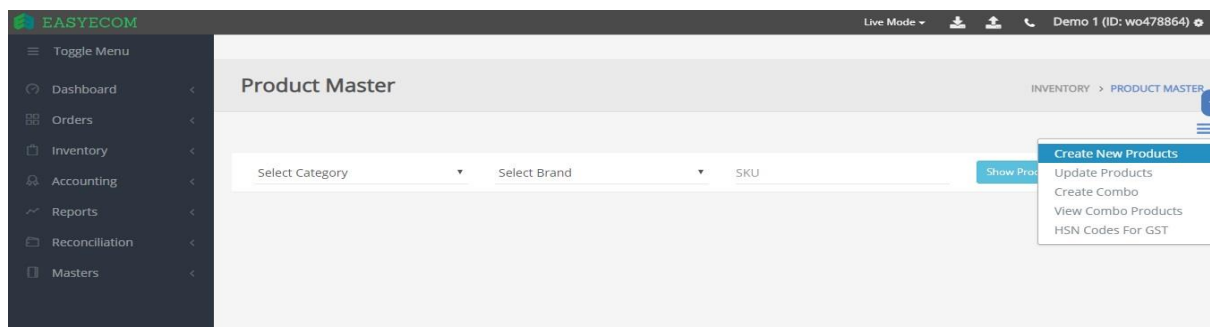 EASYECOM
Live Mode
Demo 1 (ID: wo478864)
Toggle Menu
Product Master
INVENTORY > PRODUCT MASTER
Dashboard
Orders
Inventory
Accounting
Reports
Reconciliation
Masters
Select Category
Select Brand
SKU
Show Proc
Create New Products
Update Products
Create Combo
View Combo Products
HSN Codes For GST